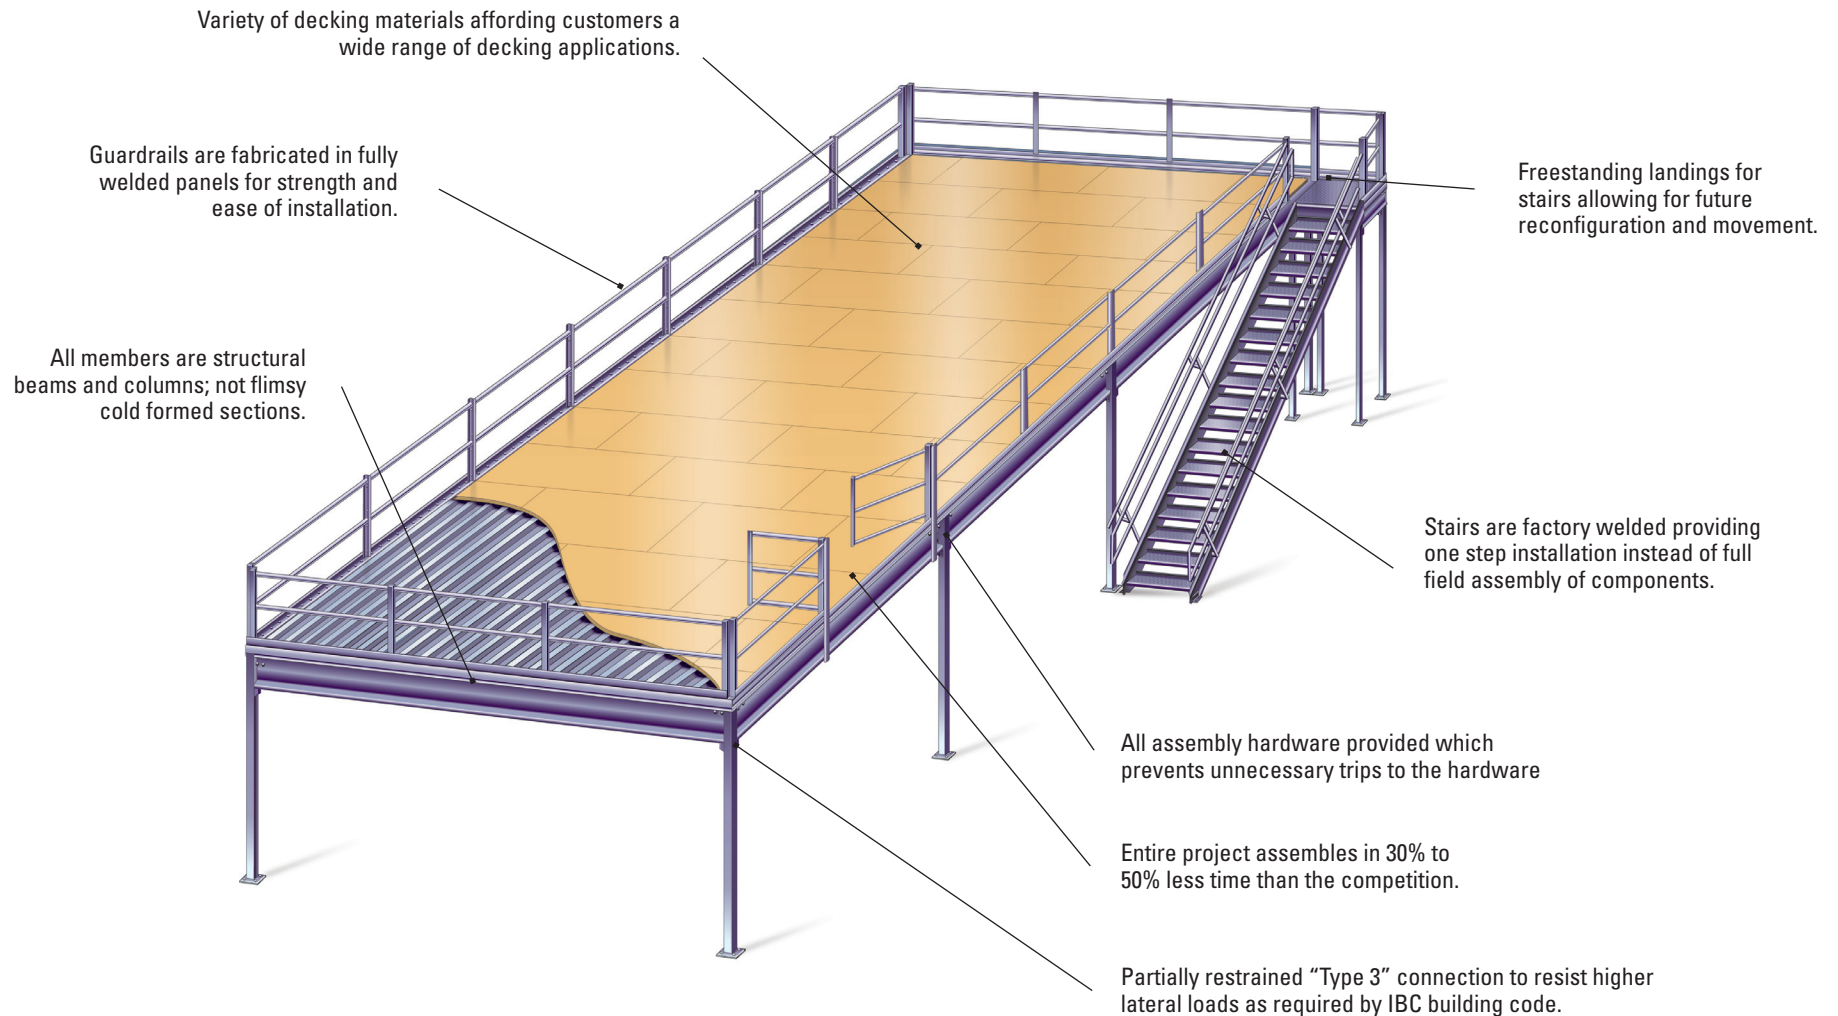 Variety of decking materials affording customers a
wide range of decking applications.
Guardrails are fabricated in fully
welded panels for strength and
ease of installation.
Freestanding landings for
stairs allowing for future
reconfiguration and movement.
All members are structural
beams and columns; not flimsy
cold formed sections.
Stairs are factory welded providing
one step installation instead of full
field assembly of components.
All assembly hardware provided which
prevents unnecessary trips to the hardware
Entire project assembles in 30% to
50% less time than the competition.
Partially restrained “Type 3” connection to resist higher
lateral loads as required by IBC building code.